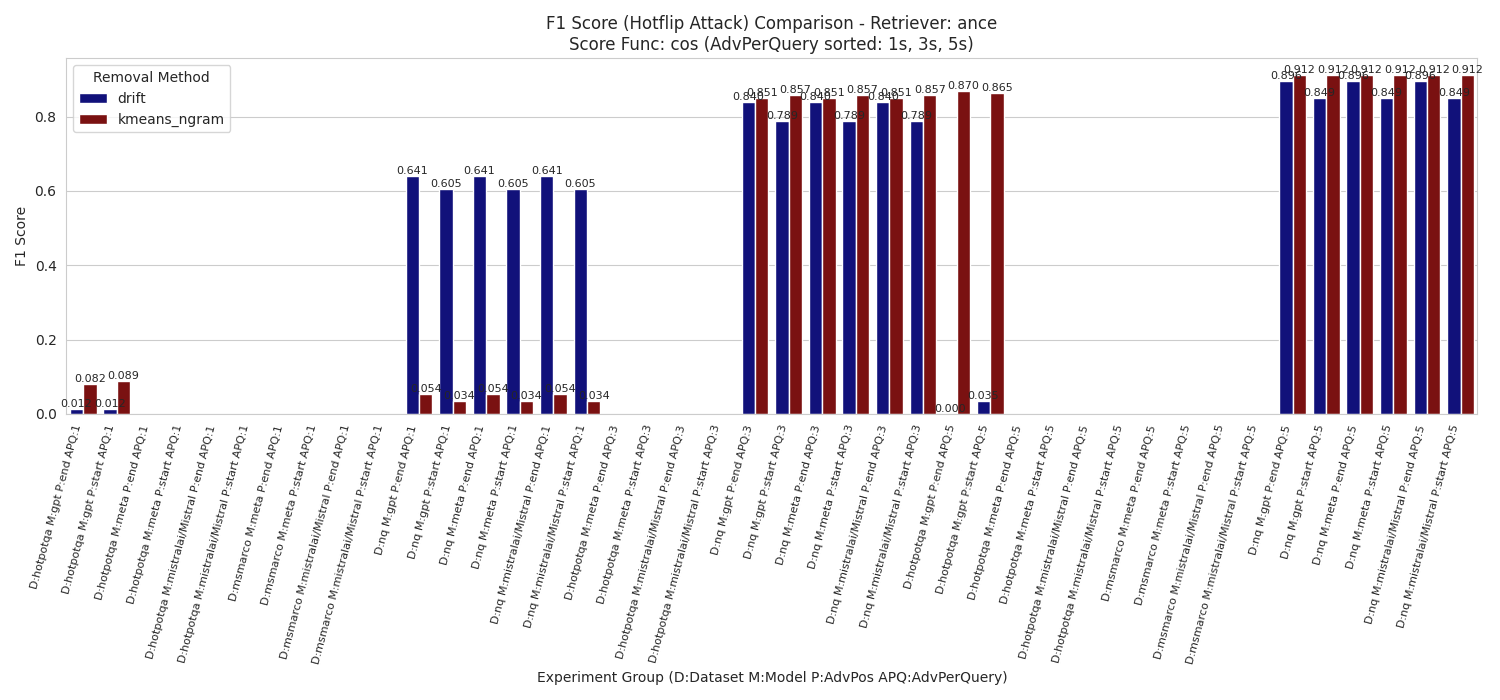 F1 Score (Hotflip Attack) Comparison - Retriever: ance
Score Func: cos (AdvPerQuery sorted: 1s, 3s, 5s)
Removal Method
drift
kmeans_ngram
F1 Score
0.0
0.2
0.4
0.6
0.8
0.082
0.089
0.641
0.054
0.605
0.034
0.641
0.054
0.605
0.034
0.641
0.054
0.605
0.034
0.851
0.857
0.851
0.857
0.851
0.857
0.870
0.865
0.896
0.912
0.912
0.896
0.912
0.912
0.896
0.912
0.912
D:hotpotqa M:gpt P:end APQ:1
D:hotpotqa M:gpt P:start APQ:1
D:hotpotqa M:meta P:end APQ:1
D:hotpotqa M:meta P:start APQ:1
D:hotpotqa M:mistralai/Mistral P:end APQ:1
D:hotpotqa M:mistralai/Mistral P:start APQ:1
D:msmarco M:meta P:end APQ:1
D:msmarco M:meta P:start APQ:1
D:msmarco M:mistralai/Mistral P:end APQ:1
D:msmarco M:mistralai/Mistral P:start APQ:1
D:nq M:gpt P:end APQ:1
D:nq M:gpt P:start APQ:1
D:nq M:meta P:end APQ:1
D:nq M:meta P:start APQ:1
D:nq M:mistralai/Mistral P:end APQ:1
D:nq M:mistralai/Mistral P:start APQ:1
D:hotpotqa M:meta P:end APQ:3
D:hotpotqa M:meta P:start APQ:3
D:hotpotqa M:mistralai/Mistral P:end APQ:3
D:hotpotqa M:mistralai/Mistral P:start APQ:3
D:nq M:gpt P:end APQ:3
D:nq M:gpt P:start APQ:3
D:nq M:meta P:end APQ:3
D:nq M:meta P:start APQ:3
D:nq M:mistralai/Mistral P:end APQ:3
D:nq M:mistralai/Mistral P:start APQ:3
D:hotpotqa M:gpt P:end APQ:5
D:hotpotqa M:gpt P:start APQ:5
D:hotpotqa M:meta P:end APQ:5
D:hotpotqa M:meta P:start APQ:5
D:hotpotqa M:mistralai/Mistral P:end APQ:5
D:hotpotqa M:mistralai/Mistral P:start APQ:5
D:msmarco M:meta P:end APQ:5
D:msmarco M:meta P:start APQ:5
D:msmarco M:mistralai/Mistral P:end APQ:5
D:msmarco M:mistralai/Mistral P:start APQ:5
D:nq M:gpt P:end APQ:5
D:nq M:gpt P:start APQ:5
D:nq M:meta P:end APQ:5
D:nq M:meta P:start APQ:5
D:nq M:mistralai/Mistral P:end APQ:5
D:nq M:mistralai/Mistral P:start APQ:5
Experiment Group (D:Dataset M:Model P:AdvPos APQ:AdvPerQuery)